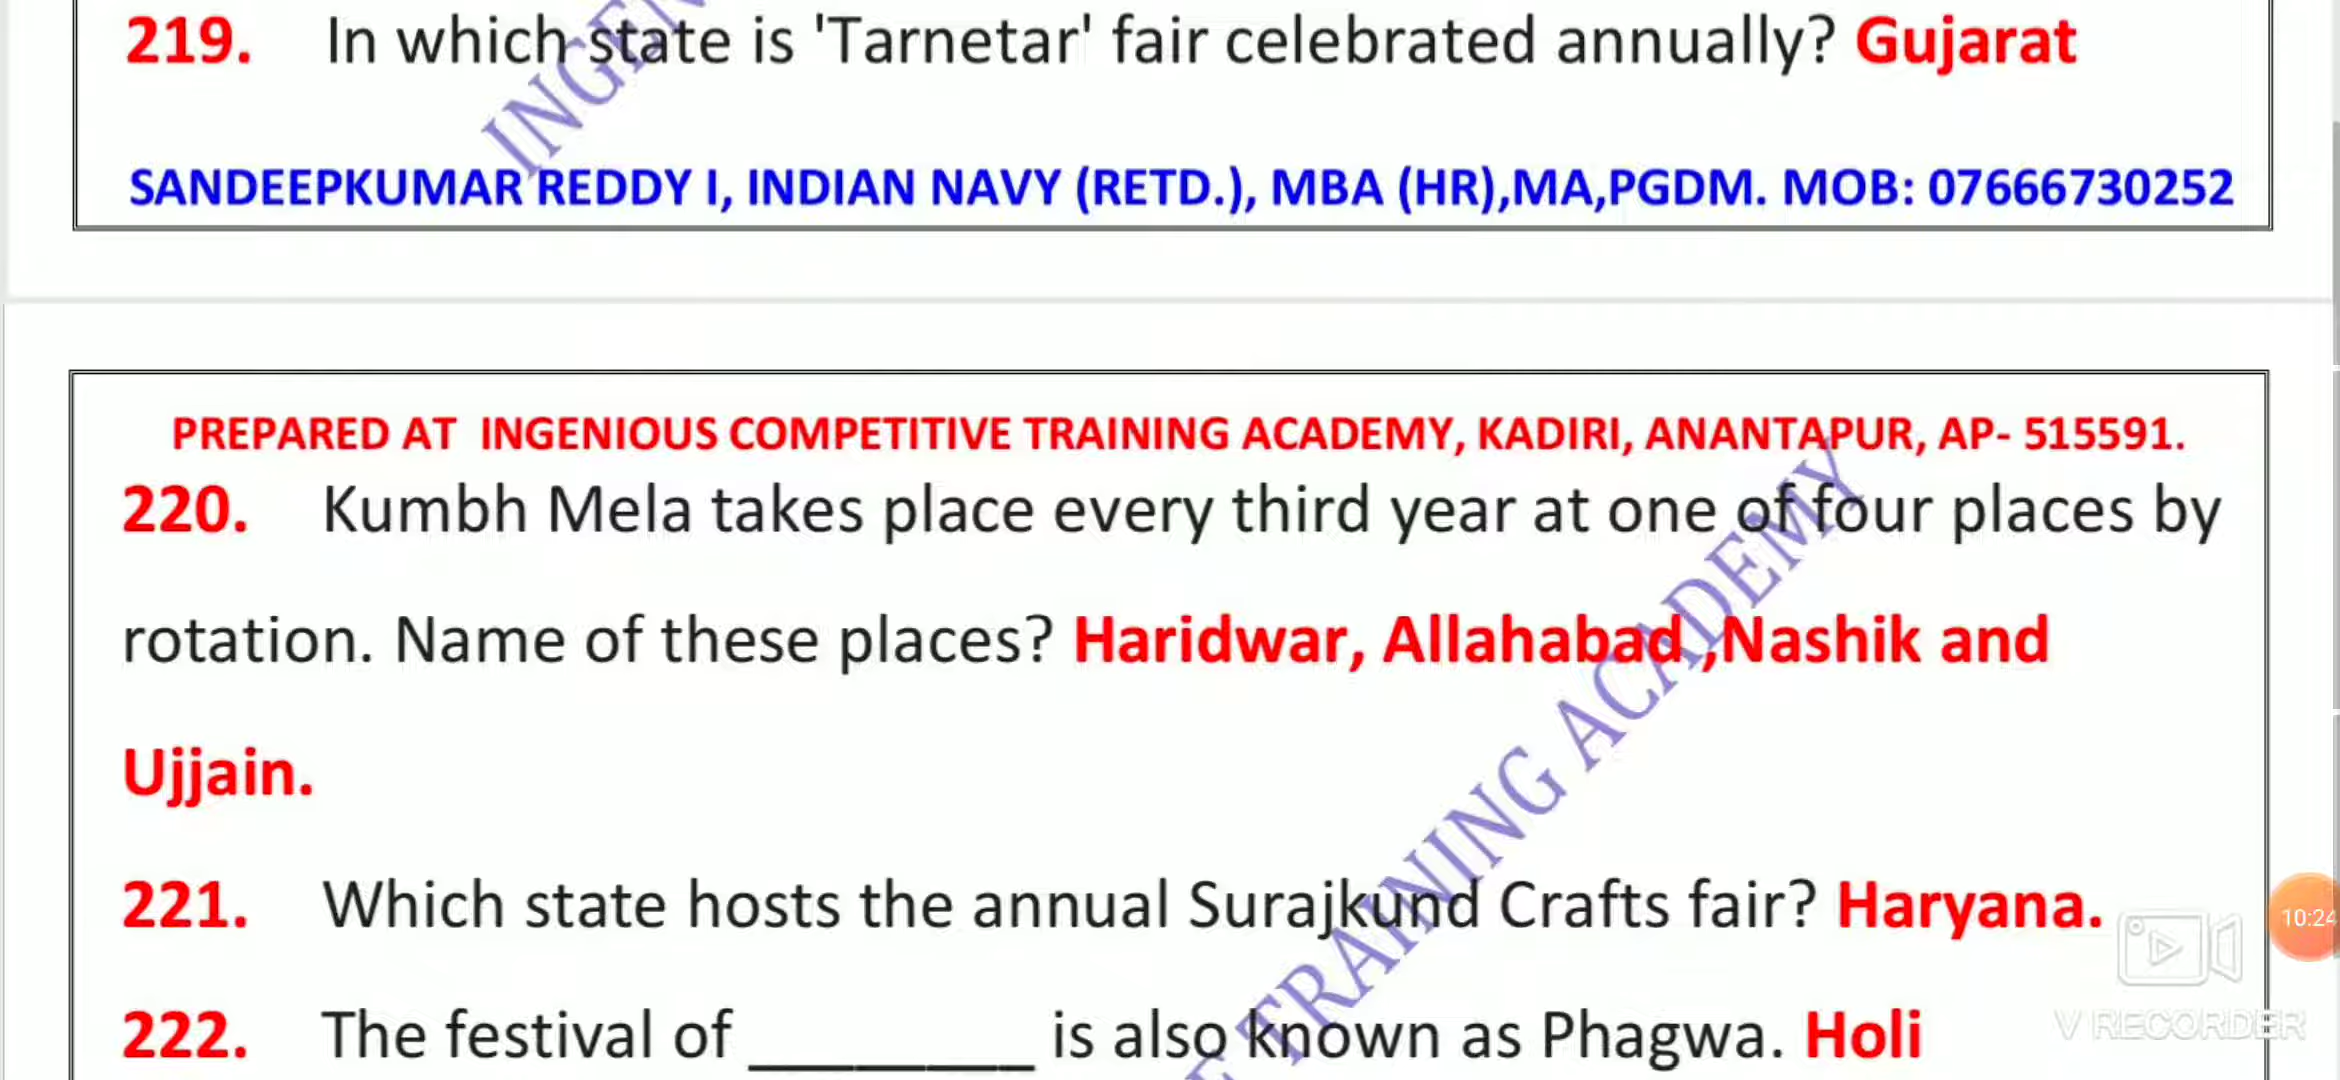 219. In which state is 'Tarnetar' fair celebrated annually? Gujarat
SANDEEPKUMAR REDDY I, INDIAN NAVY (RETD.), MBA (HR),MA,PGDM. MOB: 07666730252
PREPARED AT INGENIOUS COMPETITIVE TRAINING ACADEMY, KADIRI, ANANTAPUR, AP- 515591.
220. Kumbh Mela takes place every third year at one of four places by
rotation. Name of these places? Haridwar, Allahabad ,Nashik and
Ujjain.
221. Which state hosts the annual Surajkund Crafts fair? Haryana.
222. The festival of ________ is also known as Phagwa. Holi
TRAINING ACADEMY
10:24
V RECORDER